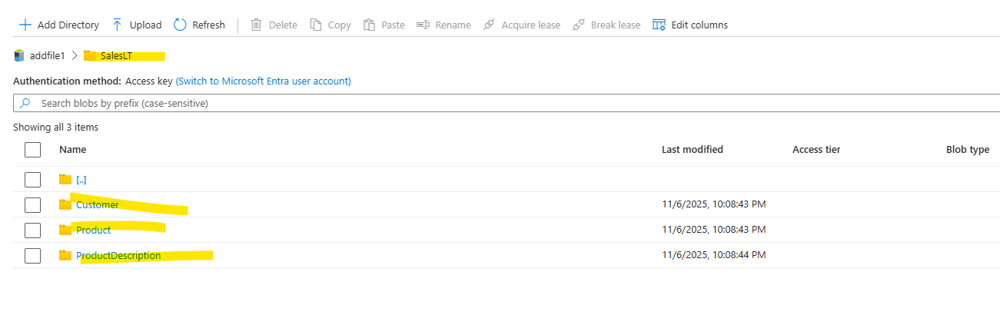 Add Directory Upload Refresh Delete Copy Paste Rename Acquire lease Break lease Edit columns
addfile1 > SalesLT
Authentication method: Access key (Switch to Microsoft Entra user account)
Search blobs by prefix (case-sensitive)
Showing all 3 items
Name Last modified Access tier Blob type
[..]
Customer 11/6/2025, 10:08:43 PM
Product 11/6/2025, 10:08:43 PM
ProductDescription 11/6/2025, 10:08:44 PM